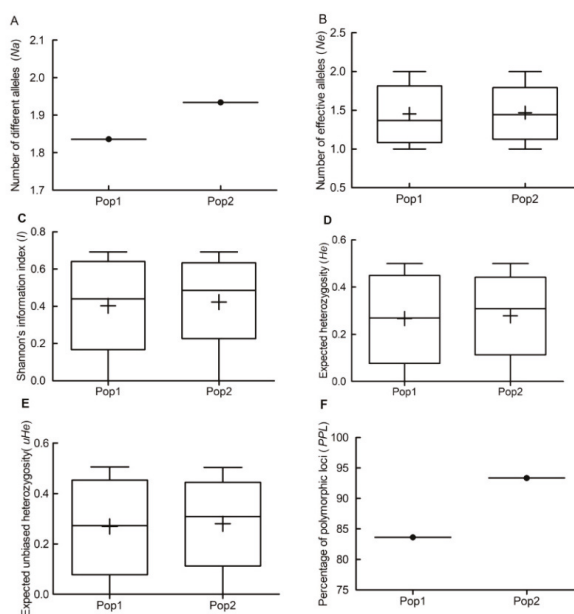 A
Number of different alleles (Na)
2.1
2.0
1.9
1.8
1.7
Pop1 Pop2
B
Number of effective alleles (Ne)
2.5
2.0
1.5
1.0
0.5
Pop1 Pop2
C
Shannon's information index (I)
0.8
0.6
0.4
0.2
0.0
Pop1 Pop2
D
Expected heterozygosity (He)
0.6
0.4
0.2
0.0
Pop1 Pop2
E
Expected unbiased heterozygosity( uHe)
0.6
0.4
0.2
0.0
Pop1 Pop2
F
Percentage of polymorphic loci ( PPL)
100
95
90
85
80
75
Pop1 Pop2